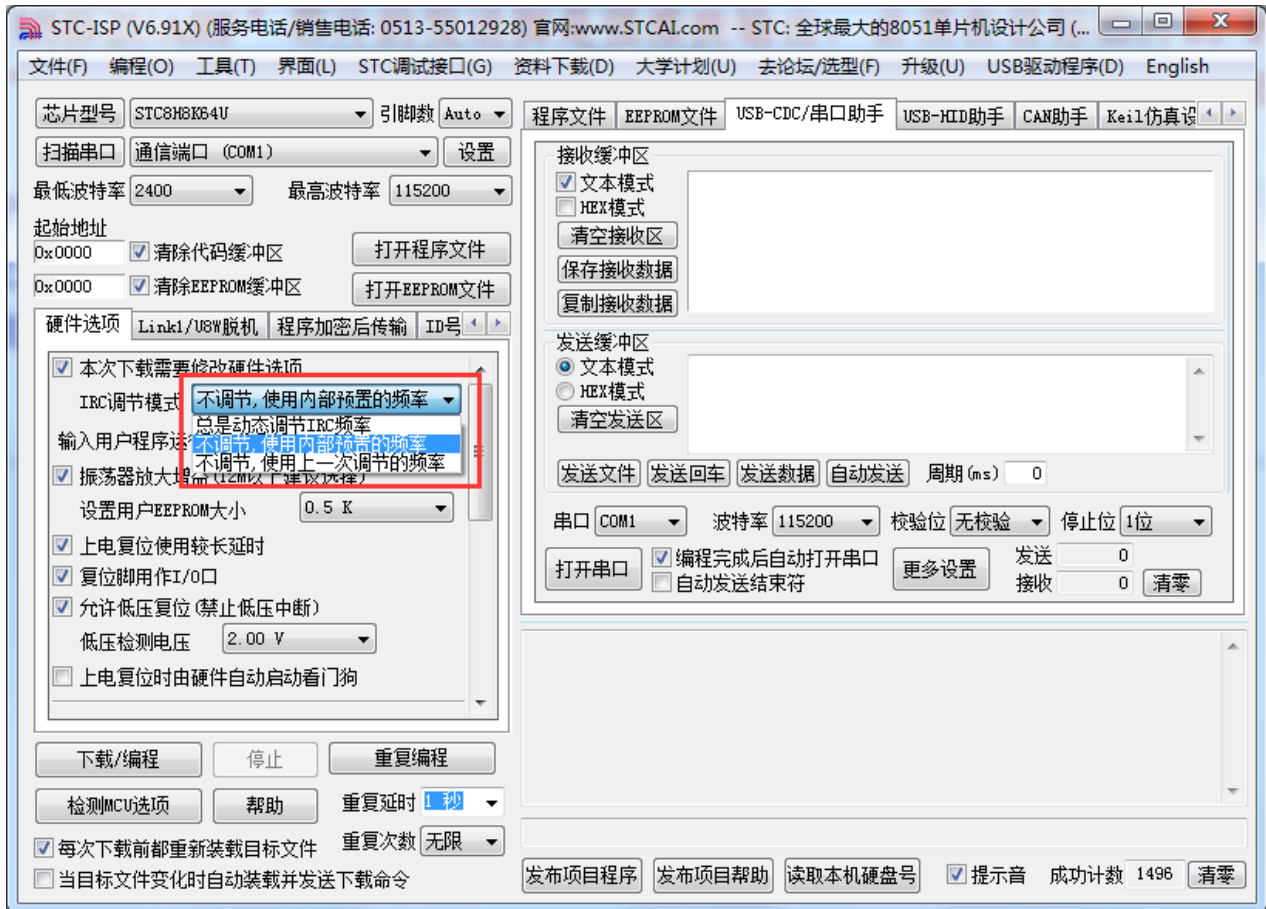 STC-ISP (V6.91X) (服务电话/销售电话: 0513-55012928) 官网:www.STCAI.com -- STC: 全球最大的8051单片机设计公司 (...
文件(F) 编程(O) 工具(T) 界面(L) STC调试接口(G) 资料下载(D) 大学计划(U) 去论坛/选型(F) 升级(U) USB驱动程序(D) English
芯片型号 STC8H8K64U 引脚数 Auto
扫描串口 通信端口 (COM1) 设置
最低波特率 2400 最高波特率 115200
起始地址
0x0000 清除代码缓冲区 打开程序文件
0x0000 清除EEPROM缓冲区 打开EEPROM文件
硬件选项 Link1/U8W脱机 程序加密后传输 ID号
本次下载需要修改硬件选项
IRC调节模式 不调节,使用内部预置的频率
总是动态调节IRC频率
输入用户程序运 不调节,使用内部预置的频率
不调节,使用上一次调节的频率
振荡器放大增益(12M以上建议选择)
设置用户EEPROM大小 0.5 K
上电复位使用较长延时
复位脚用作I/O口
允许低压复位(禁止低压中断)
低压检测电压 2.00 V
上电复位时由硬件自动启动看门狗
下载/编程 停止 重复编程
检测MCU选项 帮助 重复延时 1 秒
每次下载前都重新装载目标文件 重复次数 无限
当目标文件变化时自动装载并发送下载命令
程序文件 EEPROM文件 USB-CDC/串口助手 USB-HID助手 CAN助手 Keil仿真设
接收缓冲区
文本模式
HEX模式
清空接收区
保存接收数据
复制接收数据
发送缓冲区
文本模式
HEX模式
清空发送区
发送文件 发送回车 发送数据 自动发送 周期(ms) 0
串口 COM1 波特率 115200 校验位 无校验 停止位 1位
打开串口 编程完成后自动打开串口 更多设置 发送 0
自动发送结束符 接收 0 清零
发布项目程序 发布项目帮助 读取本机硬盘号 提示音 成功计数 1496 清零